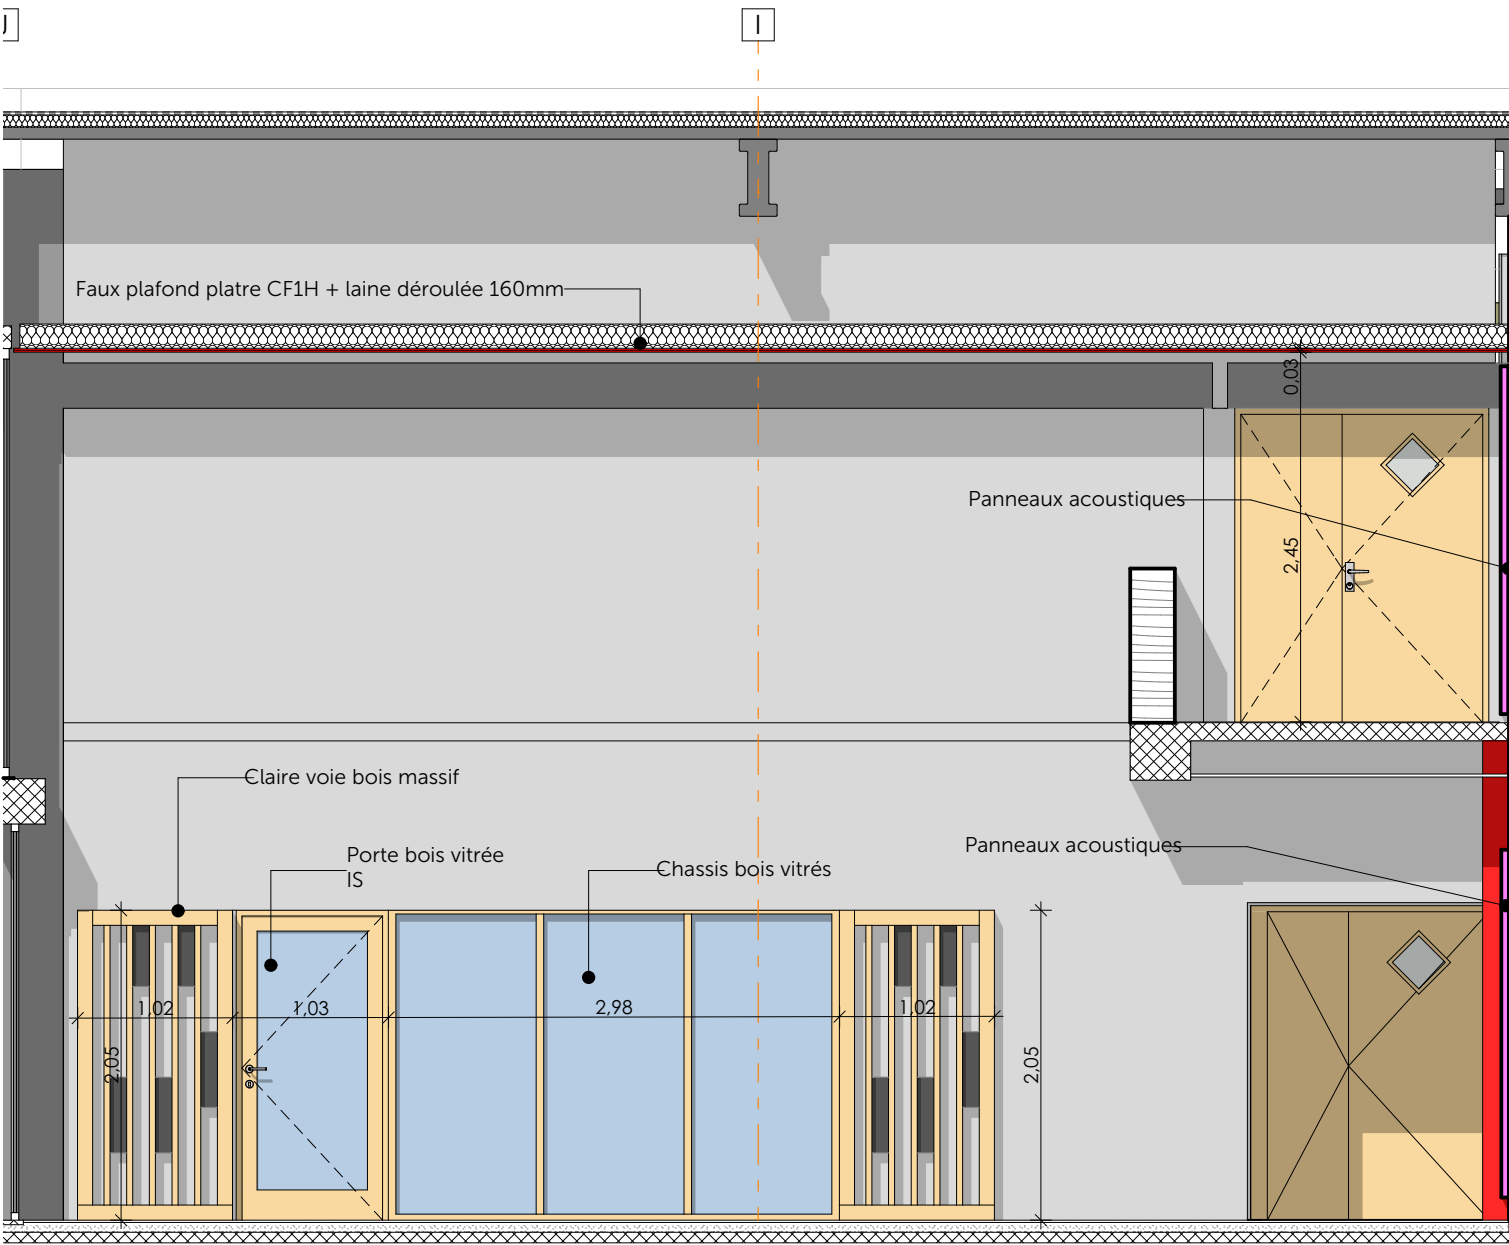 I
Faux plafond platre CF1H + laine déroulée 160mm
0,03
Panneaux acoustiques
2,45
Claire voie bois massif
Porte bois vitrée
IS
Chassis bois vitrés
Panneaux acoustiques
1,02
1,03
2,98
1,02
2,05
2,05